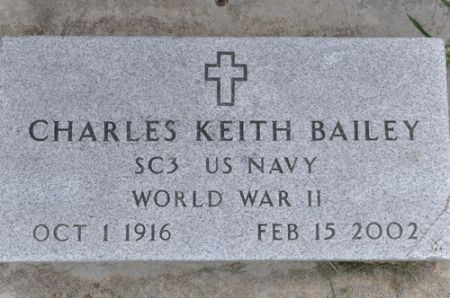 CHARLES KEITH BAILEY
SC3 US NAVY
WORLD WAR II
OCT 1 1916 FEB 15 2002